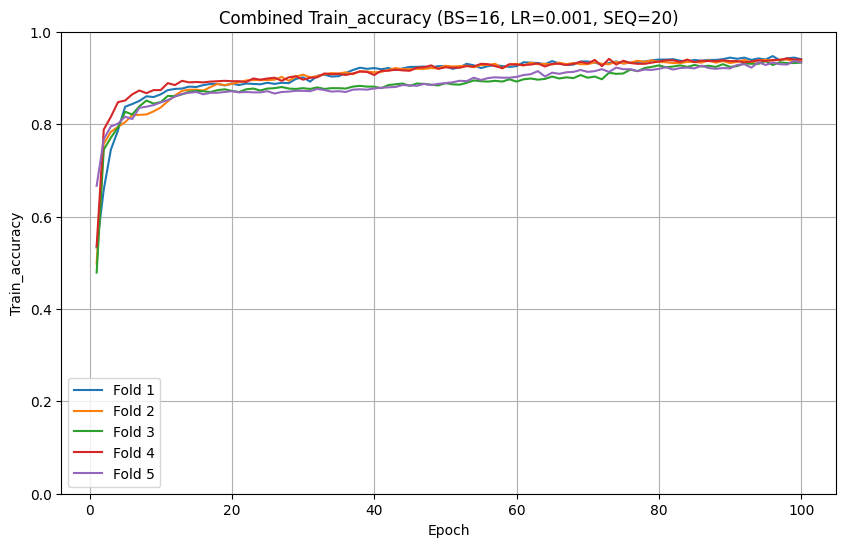 Combined Train_accuracy (BS=16, LR=0.001, SEQ=20)
Train_accuracy
1.0
0.8
0.6
0.4
0.2
0.0
Fold 1
Fold 2
Fold 3
Fold 4
Fold 5
0 20 40 60 80 100
Epoch